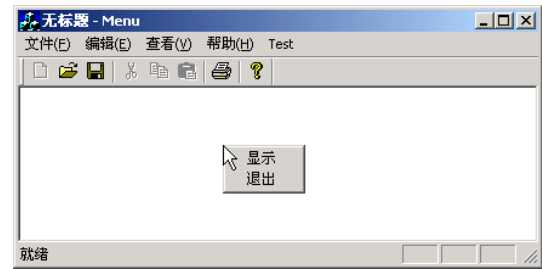 无标题 - Menu
文件(F) 编辑(E) 查看(V) 帮助(H) Test
显示
退出
就绪